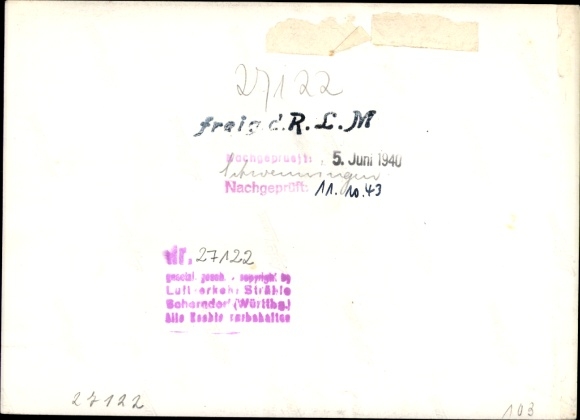 27122
freig. d. R. L. M
Nachgeprüft: 5. Juni 1940
Schwenningen
Nachgeprüft: 11. 10. 43
Nr. 27122
gesetzl gesch. - copyright by
Luftverkehr Strähle
Schorndorf (Württbg.)
Alle Rechte vorbehalten
27122
103